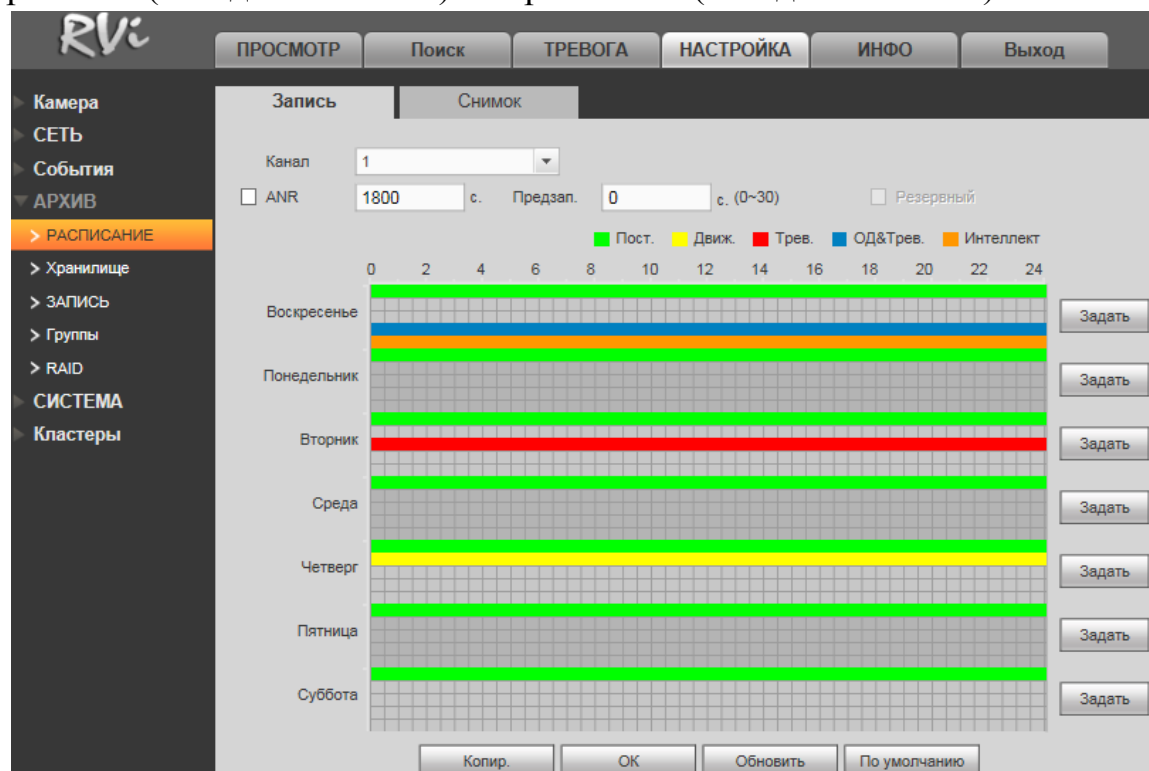 RVi
ПРОСМОТР Поиск ТРЕВОГА НАСТРОЙКА ИНФО Выход
Камера
СЕТЬ
События
АРХИВ
> РАСПИСАНИЕ
> Хранилище
> ЗАПИСЬ
> Группы
> RAID
СИСТЕМА
Кластеры
Запись Снимок
Канал 1
ANR 1800 с. Предзап. 0 с. (0~30) Резервный
Пост. Движ. Трев. ОД&Трев. Интеллект
0 2 4 6 8 10 12 14 16 18 20 22 24
Воскресенье Задать
Понедельник Задать
Вторник Задать
Среда Задать
Четверг Задать
Пятница Задать
Суббота Задать
Копир. ОК Обновить По умолчанию